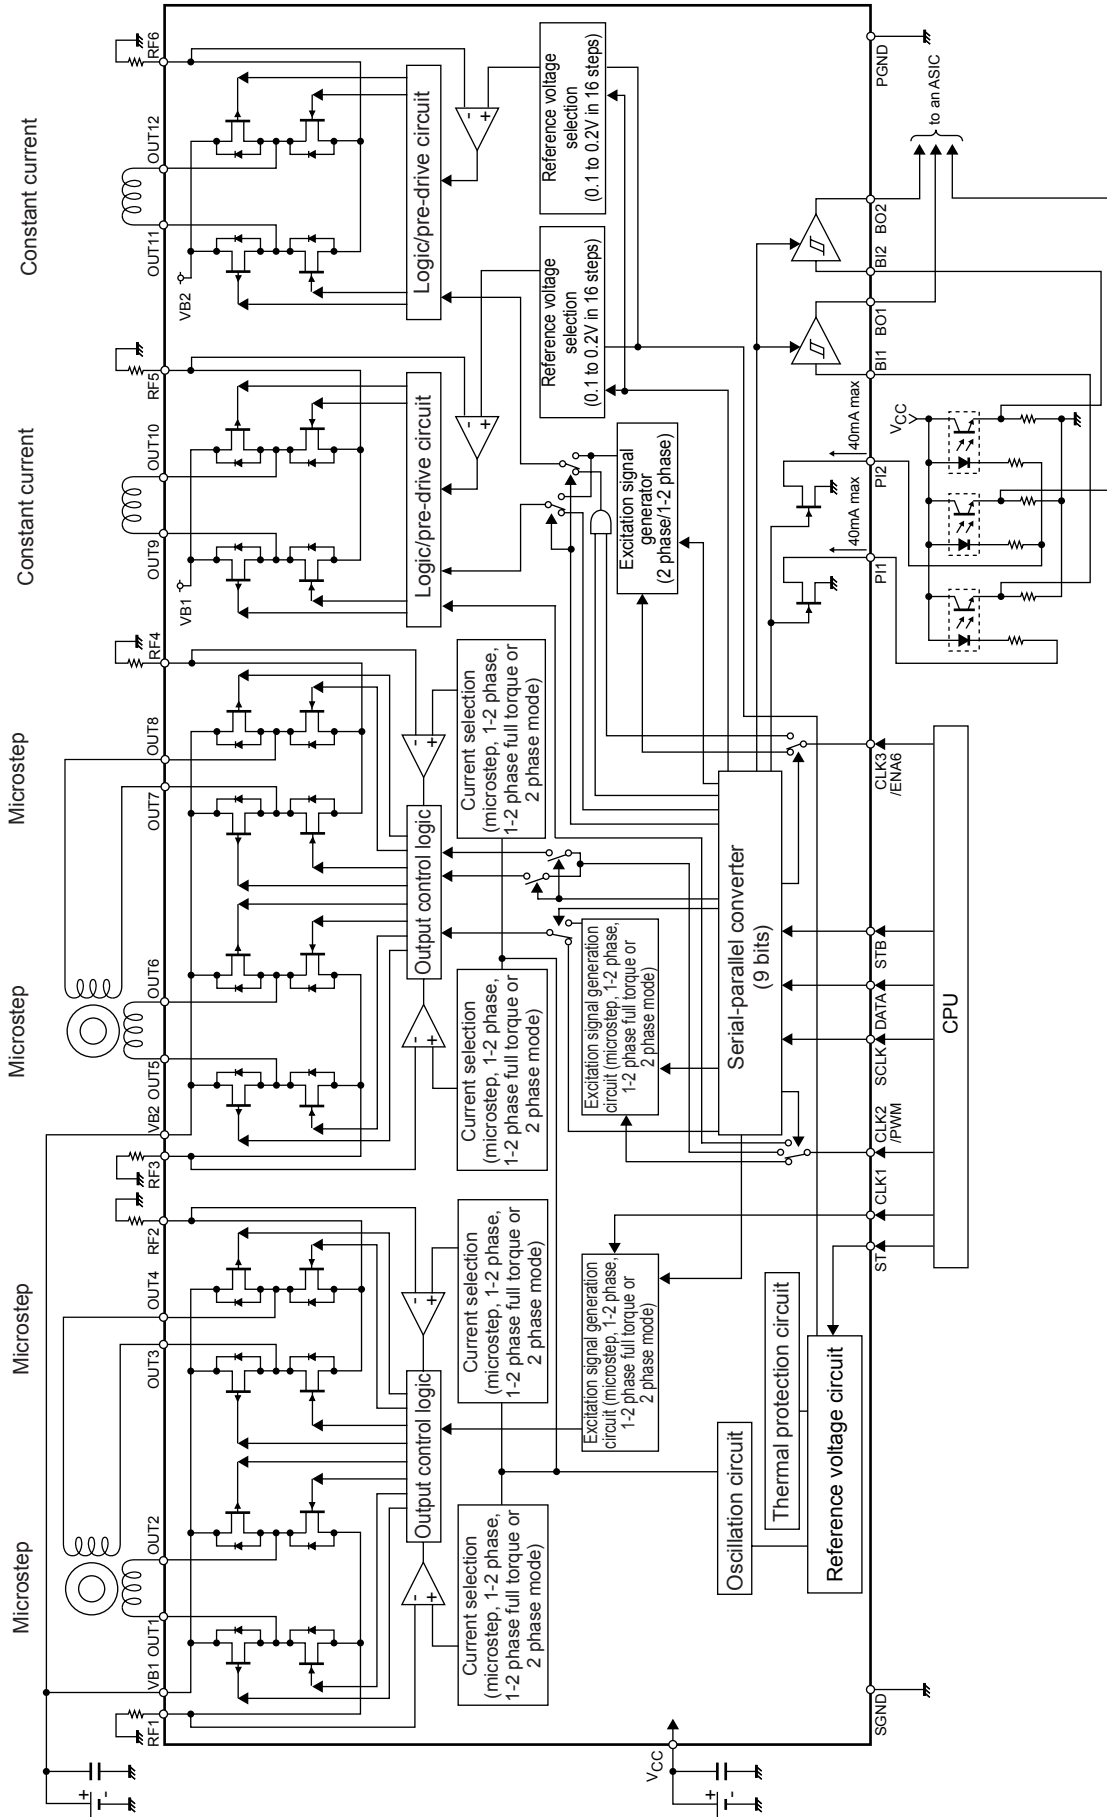 Microstep
Microstep
Microstep
Microstep
Constant current
Constant current
RF1
VB1
OUT1
OUT2
OUT3
OUT4
RF2
RF3
VB2
OUT5
OUT6
OUT7
OUT8
RF4
OUT9
OUT10
RF5
OUT11
OUT12
RF6
VB1
VB2
+
-
+
-
VCC
-
+
-
+
-
+
-
+
-
+
-
+
Output control logic
Output control logic
Logic/pre-drive circuit
Logic/pre-drive circuit
Current selection
(microstep, 1-2 phase,
1-2 phase full torque or
2 phase mode)
Current selection
(microstep, 1-2 phase,
1-2 phase full torque or
2 phase mode)
Current selection
(microstep, 1-2 phase,
1-2 phase full torque or
2 phase mode)
Current selection
(microstep, 1-2 phase,
1-2 phase full torque or
2 phase mode)
Reference voltage
selection
(0.1 to 0.2V in 16 steps)
Reference voltage
selection
(0.1 to 0.2V in 16 steps)
Excitation signal generation
circuit (microstep, 1-2 phase,
1-2 phase full torque or
2 phase mode)
Excitation signal generation
circuit (microstep, 1-2 phase,
1-2 phase full torque or
2 phase mode)
Excitation signal
generator
(2 phase/1-2 phase)
Oscillation circuit
Thermal protection circuit
Reference voltage circuit
Serial-parallel converter
(9 bits)
SGND
ST
CLK1
CLK2
/PWM
SCLK
DATA
STB
CLK3
/ENA6
PI1
40mA max
PI2
40mA max
BI1
BO1
BI2
BO2
PGND
CPU
VCC
to an ASIC